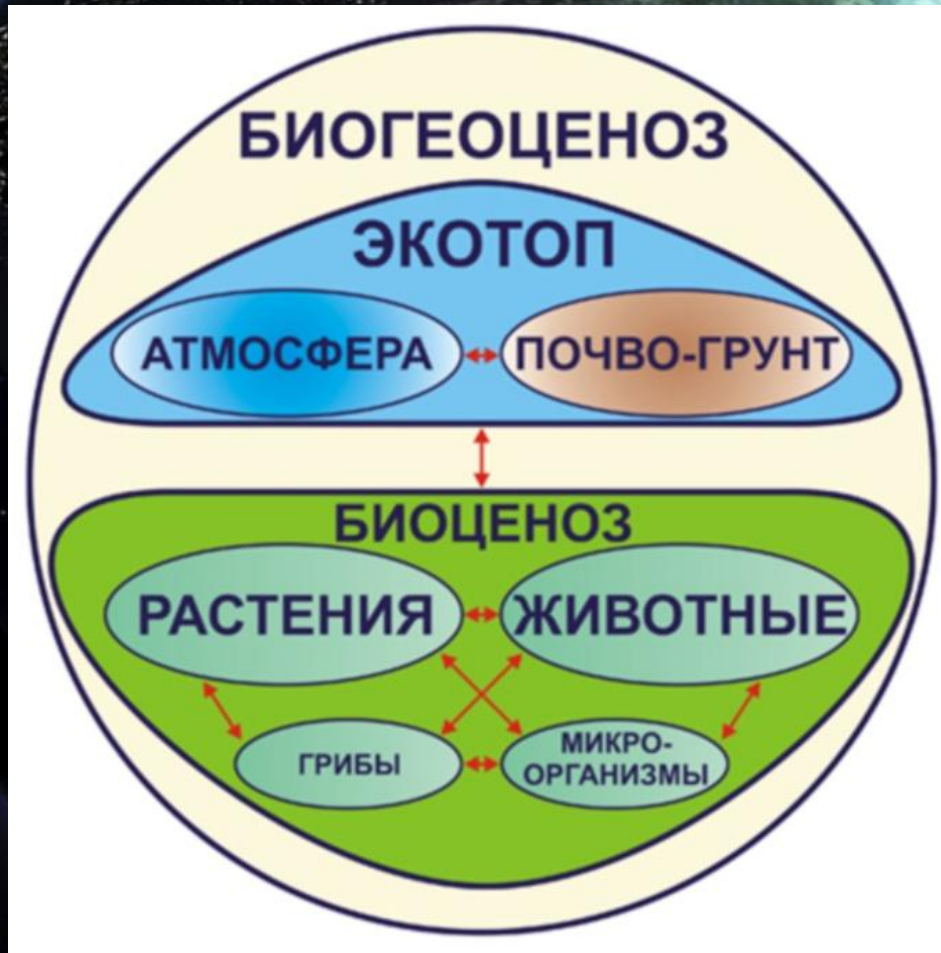 БИОГЕОЦЕНОЗ
ЭКОТОП
АТМОСФЕРА
ПОЧВО-ГРУНТ
БИОЦЕНОЗ
РАСТЕНИЯ
ЖИВОТНЫЕ
ГРИБЫ
МИКРО-
ОРГАНИЗМЫ